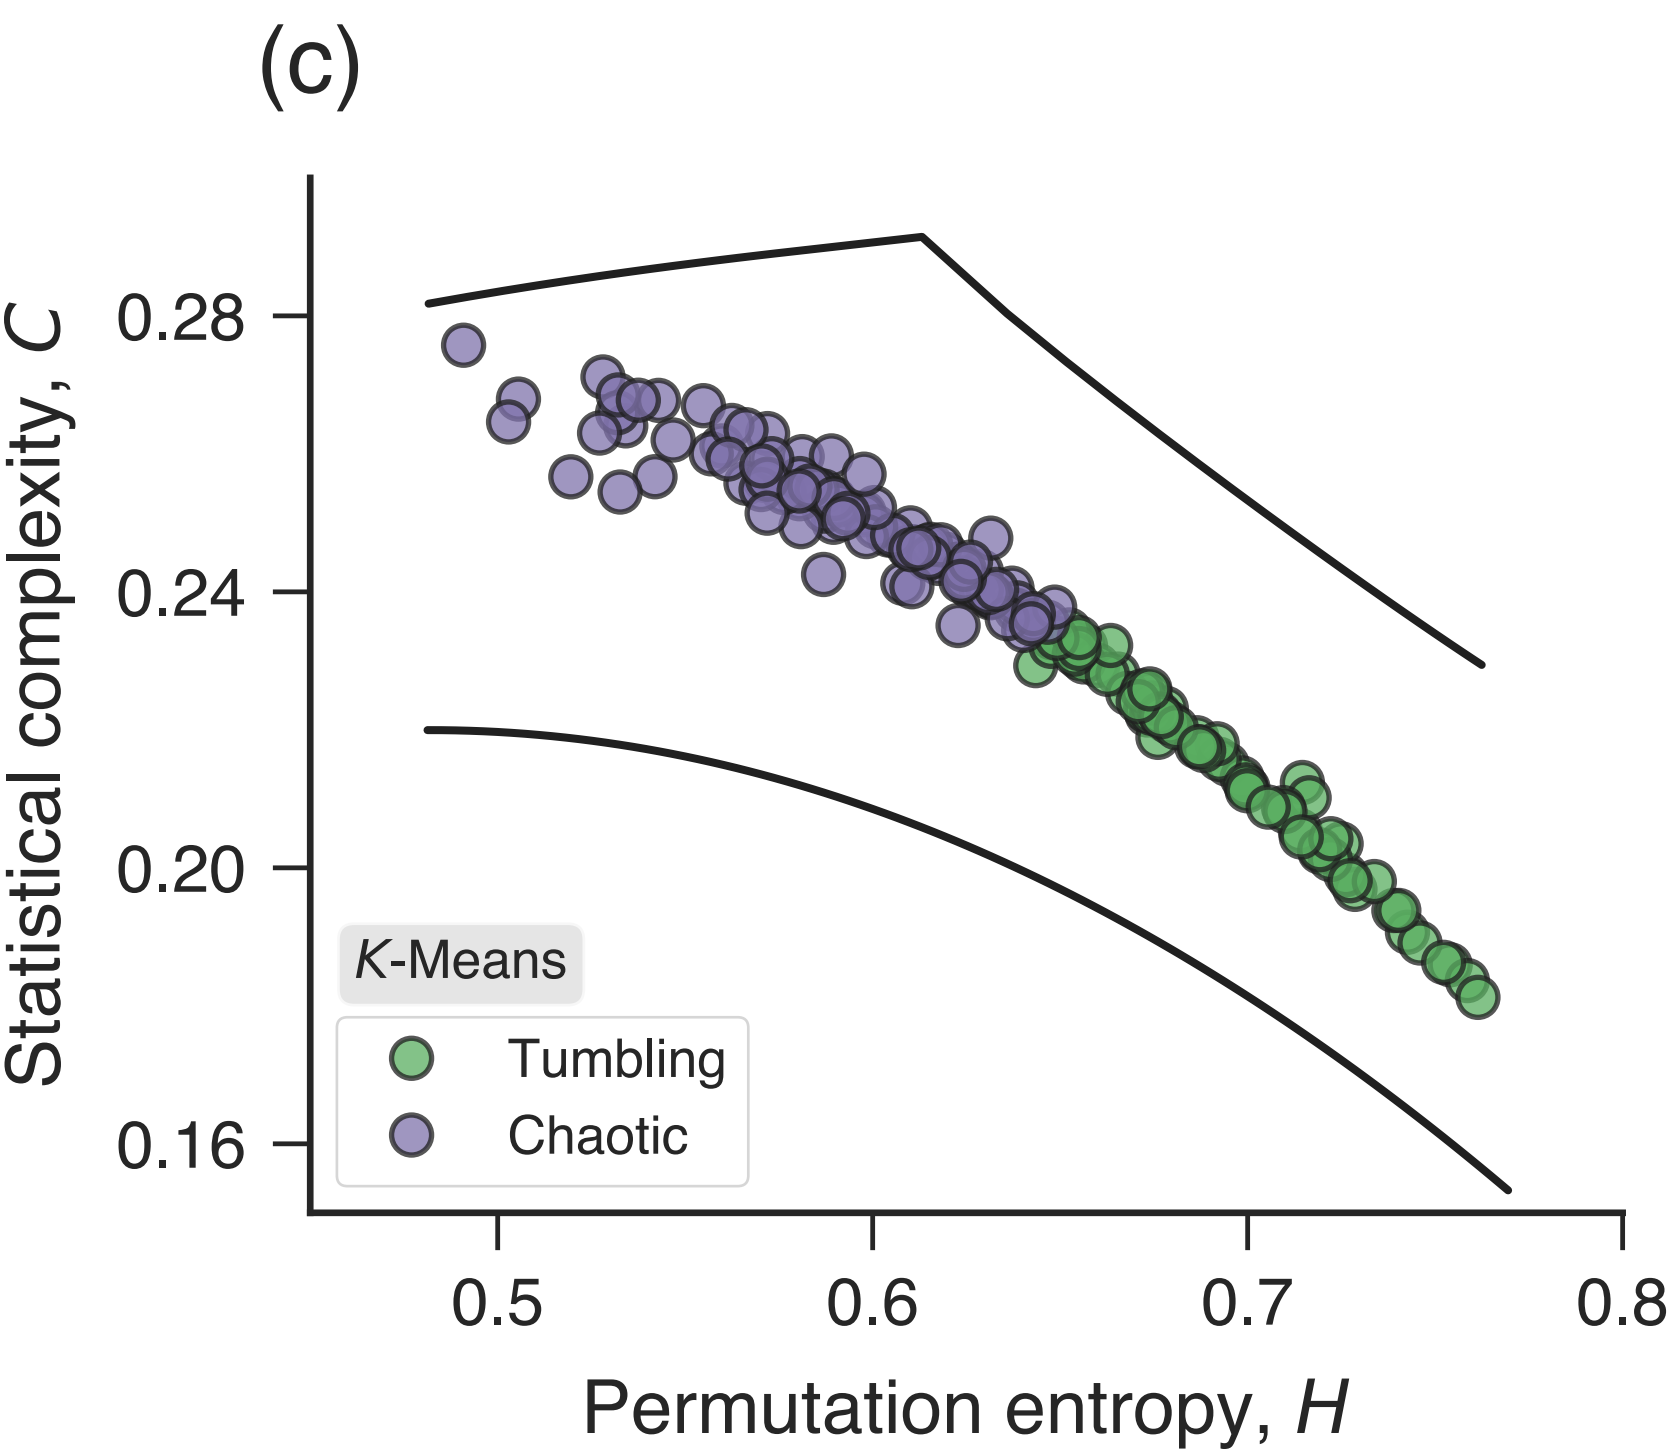 (c)
Statistical complexity, C
0.28
0.24
0.20
0.16
K-Means
Tumbling
Chaotic
0.5 0.6 0.7 0.8
Permutation entropy, H